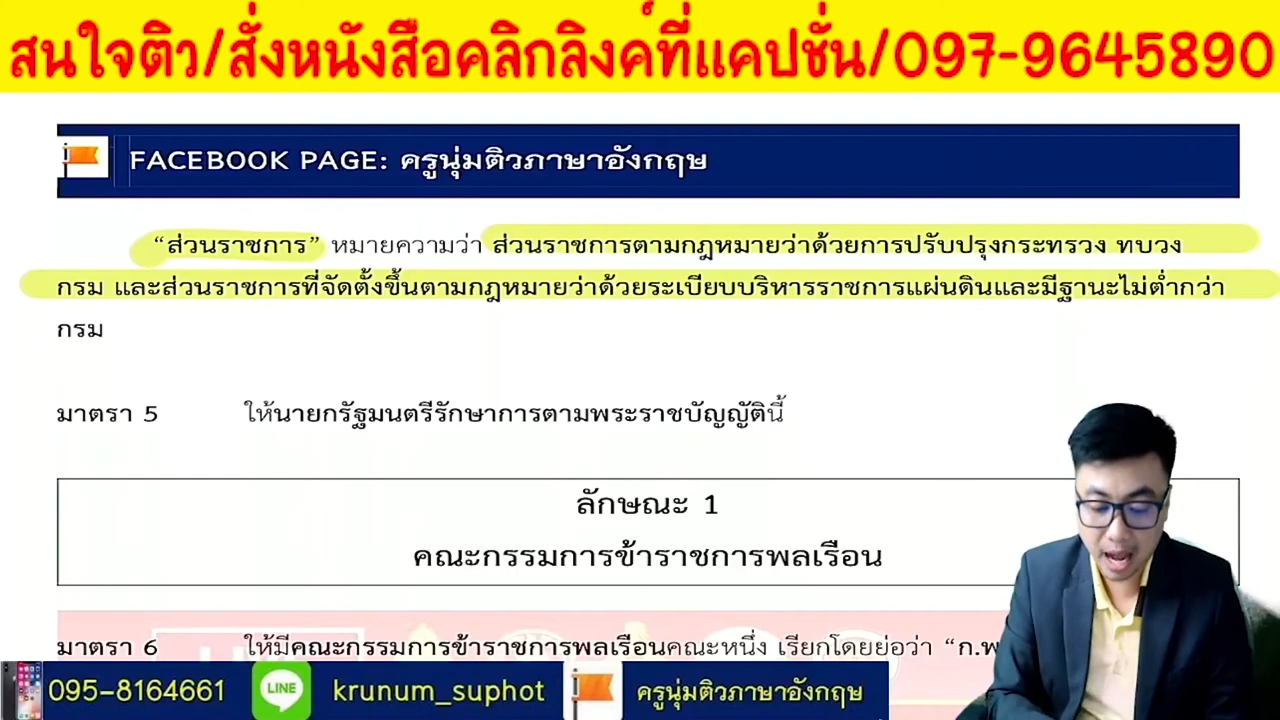 สนใจติว/สั่งหนังสือคลิกลิงค์ที่แคปชั่น/097-9645890
FACEBOOK PAGE: ครูนุ่มติวภาษาอังกฤษ
“ส่วนราชการ” หมายความว่า ส่วนราชการตามกฎหมายว่าด้วยการปรับปรุงกระทรวง ทบวง
กรม และส่วนราชการที่จัดตั้งขึ้นตามกฎหมายว่าด้วยระเบียบบริหารราชการแผ่นดินและมีฐานะไม่ต่ำกว่า
กรม
มาตรา 5 ให้นายกรัฐมนตรีรักษาการตามพระราชบัญญัตินี้
ลักษณะ 1
คณะกรรมการข้าราชการพลเรือน
มาตรา 6 ให้มีคณะกรรมการข้าราชการพลเรือนคณะหนึ่ง เรียกโดยย่อว่า “ก.พ
095-8164661 LINE krunum_suphot ครูนุ่มติวภาษาอังกฤษ